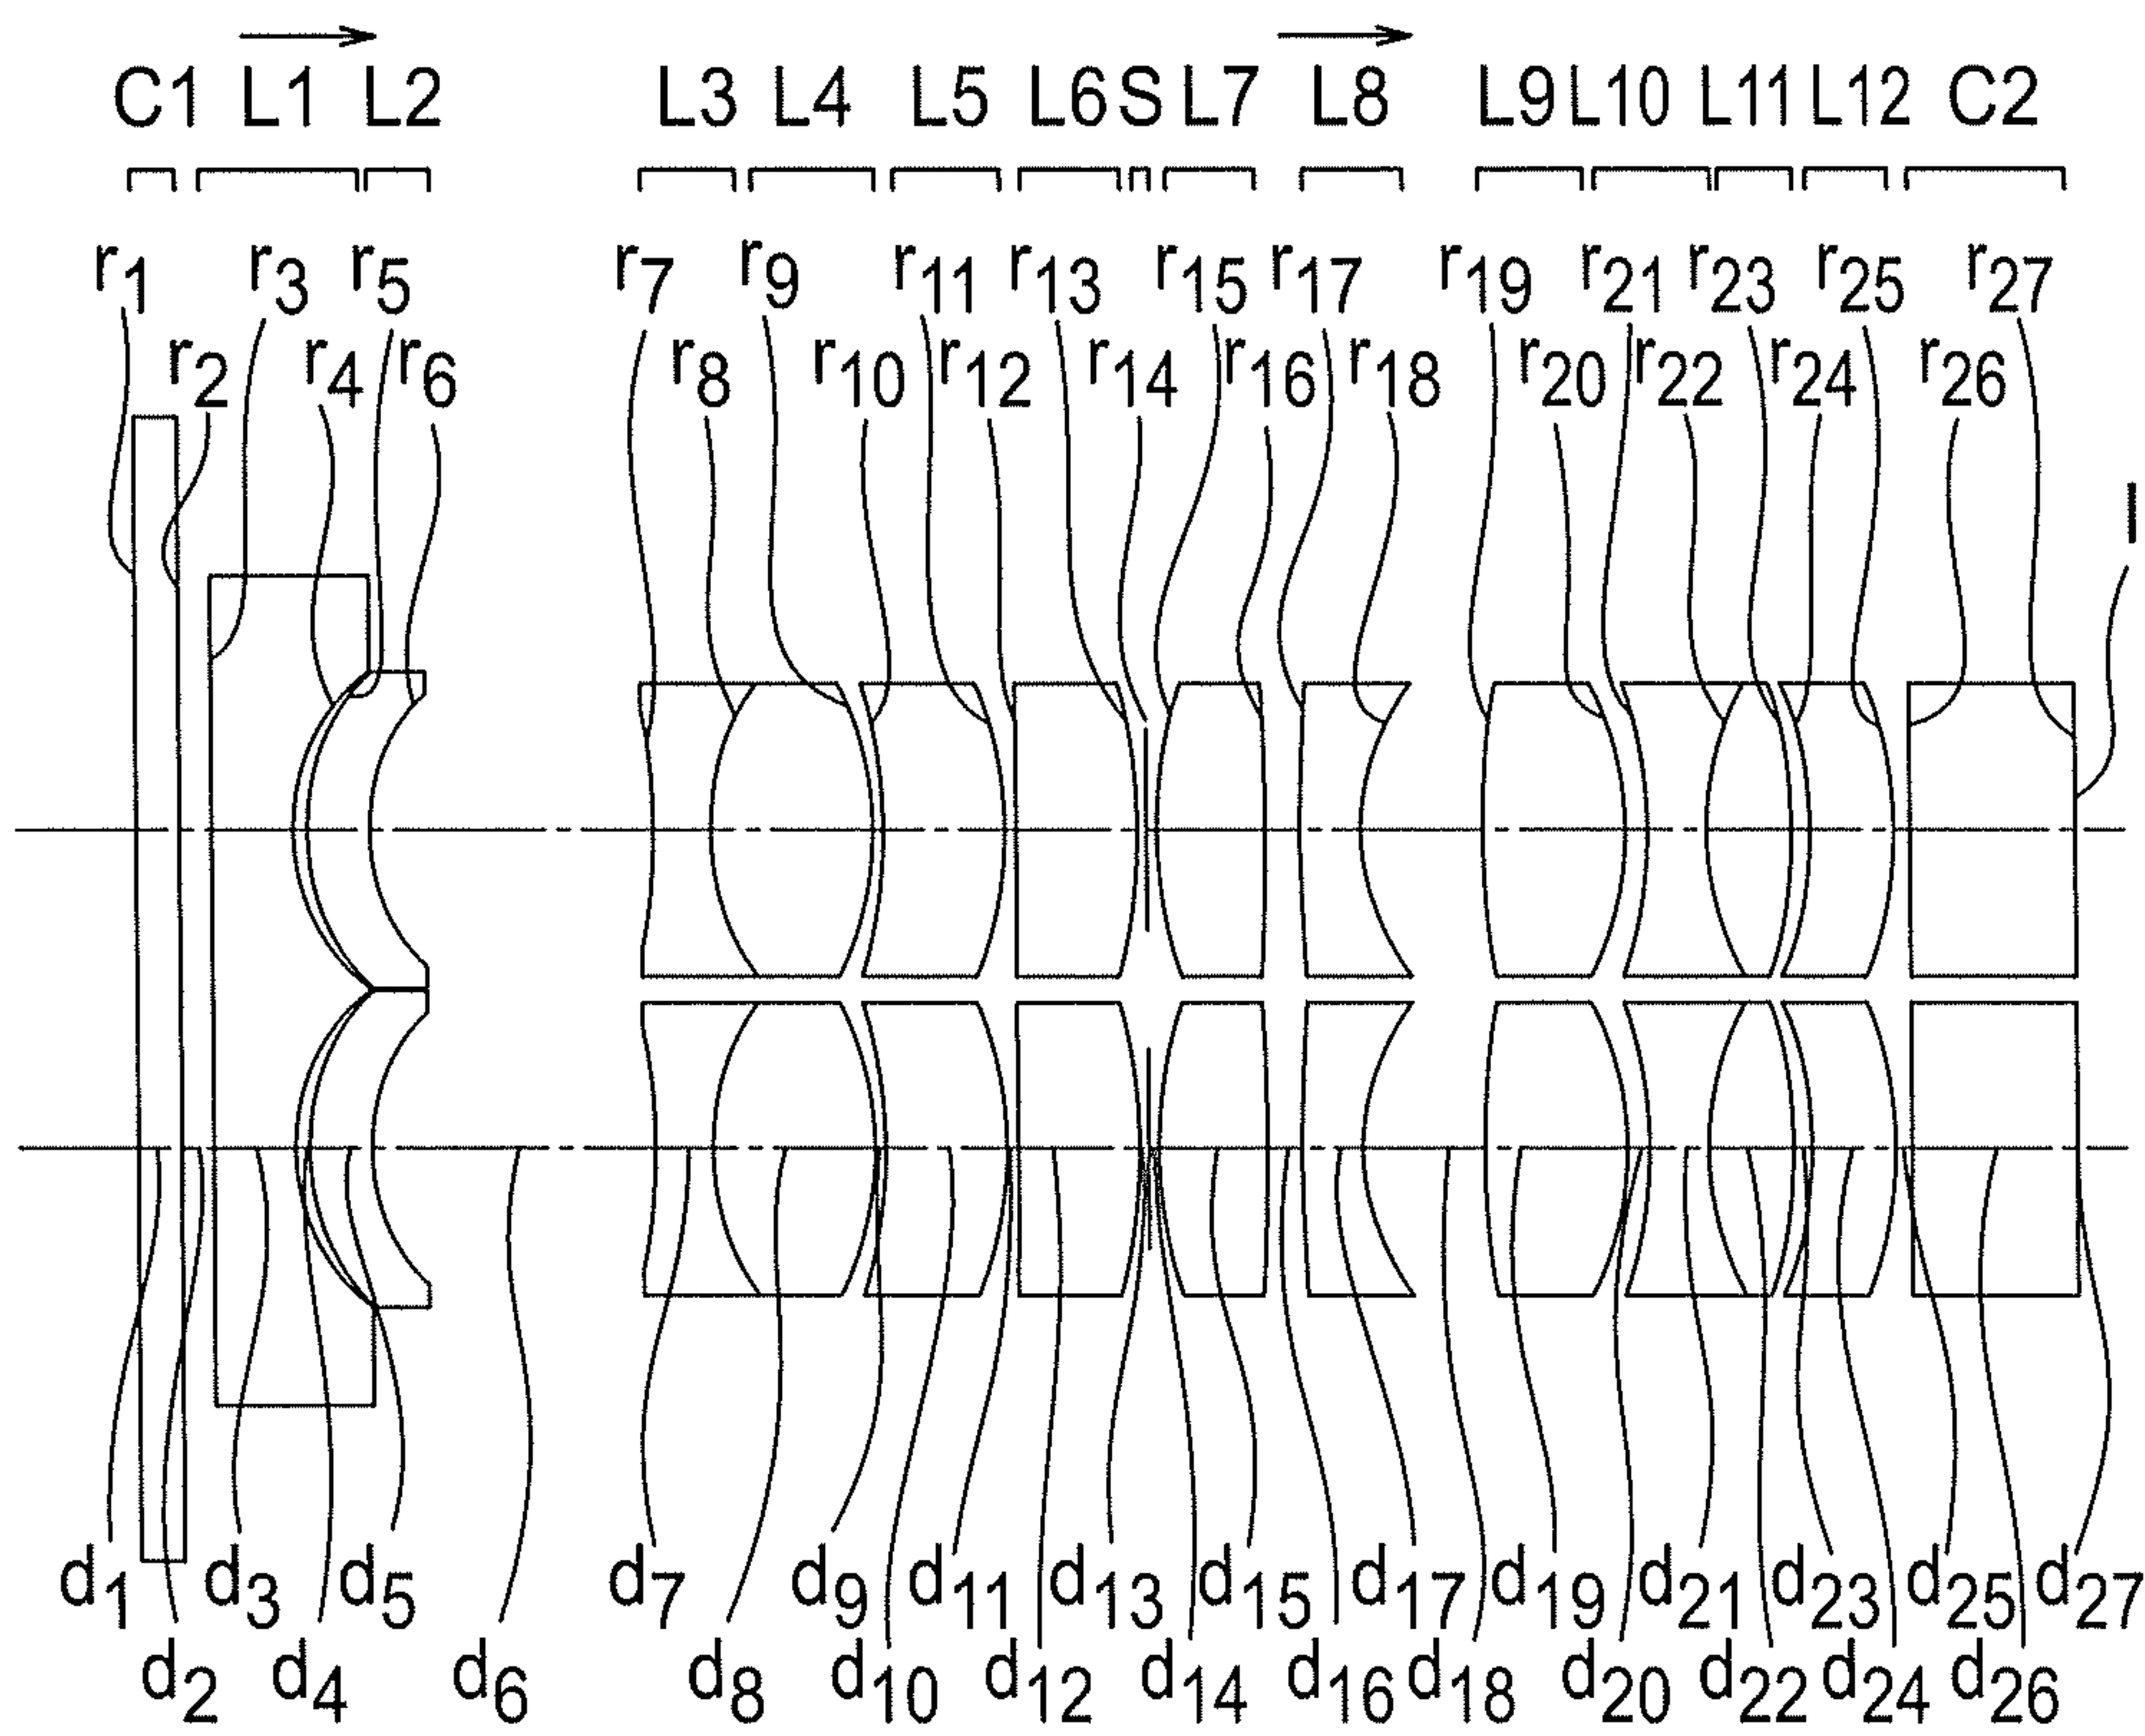 C1 L1 L2 L3 L4 L5 L6 S L7 L8 L9 L10 L11 L12 C2
r1 r3 r5 r7 r9 r11 r13 r15 r17 r19 r21 r23 r25 r27
r2 r4 r6 r8 r10 r12 r14 r16 r18 r20 r22 r24 r26
I
d1 d3 d5 d7 d9 d11 d13 d15 d17 d19 d21 d23 d25 d27
d2 d4 d6 d8 d10 d12 d14 d16 d18 d20 d22 d24 d26